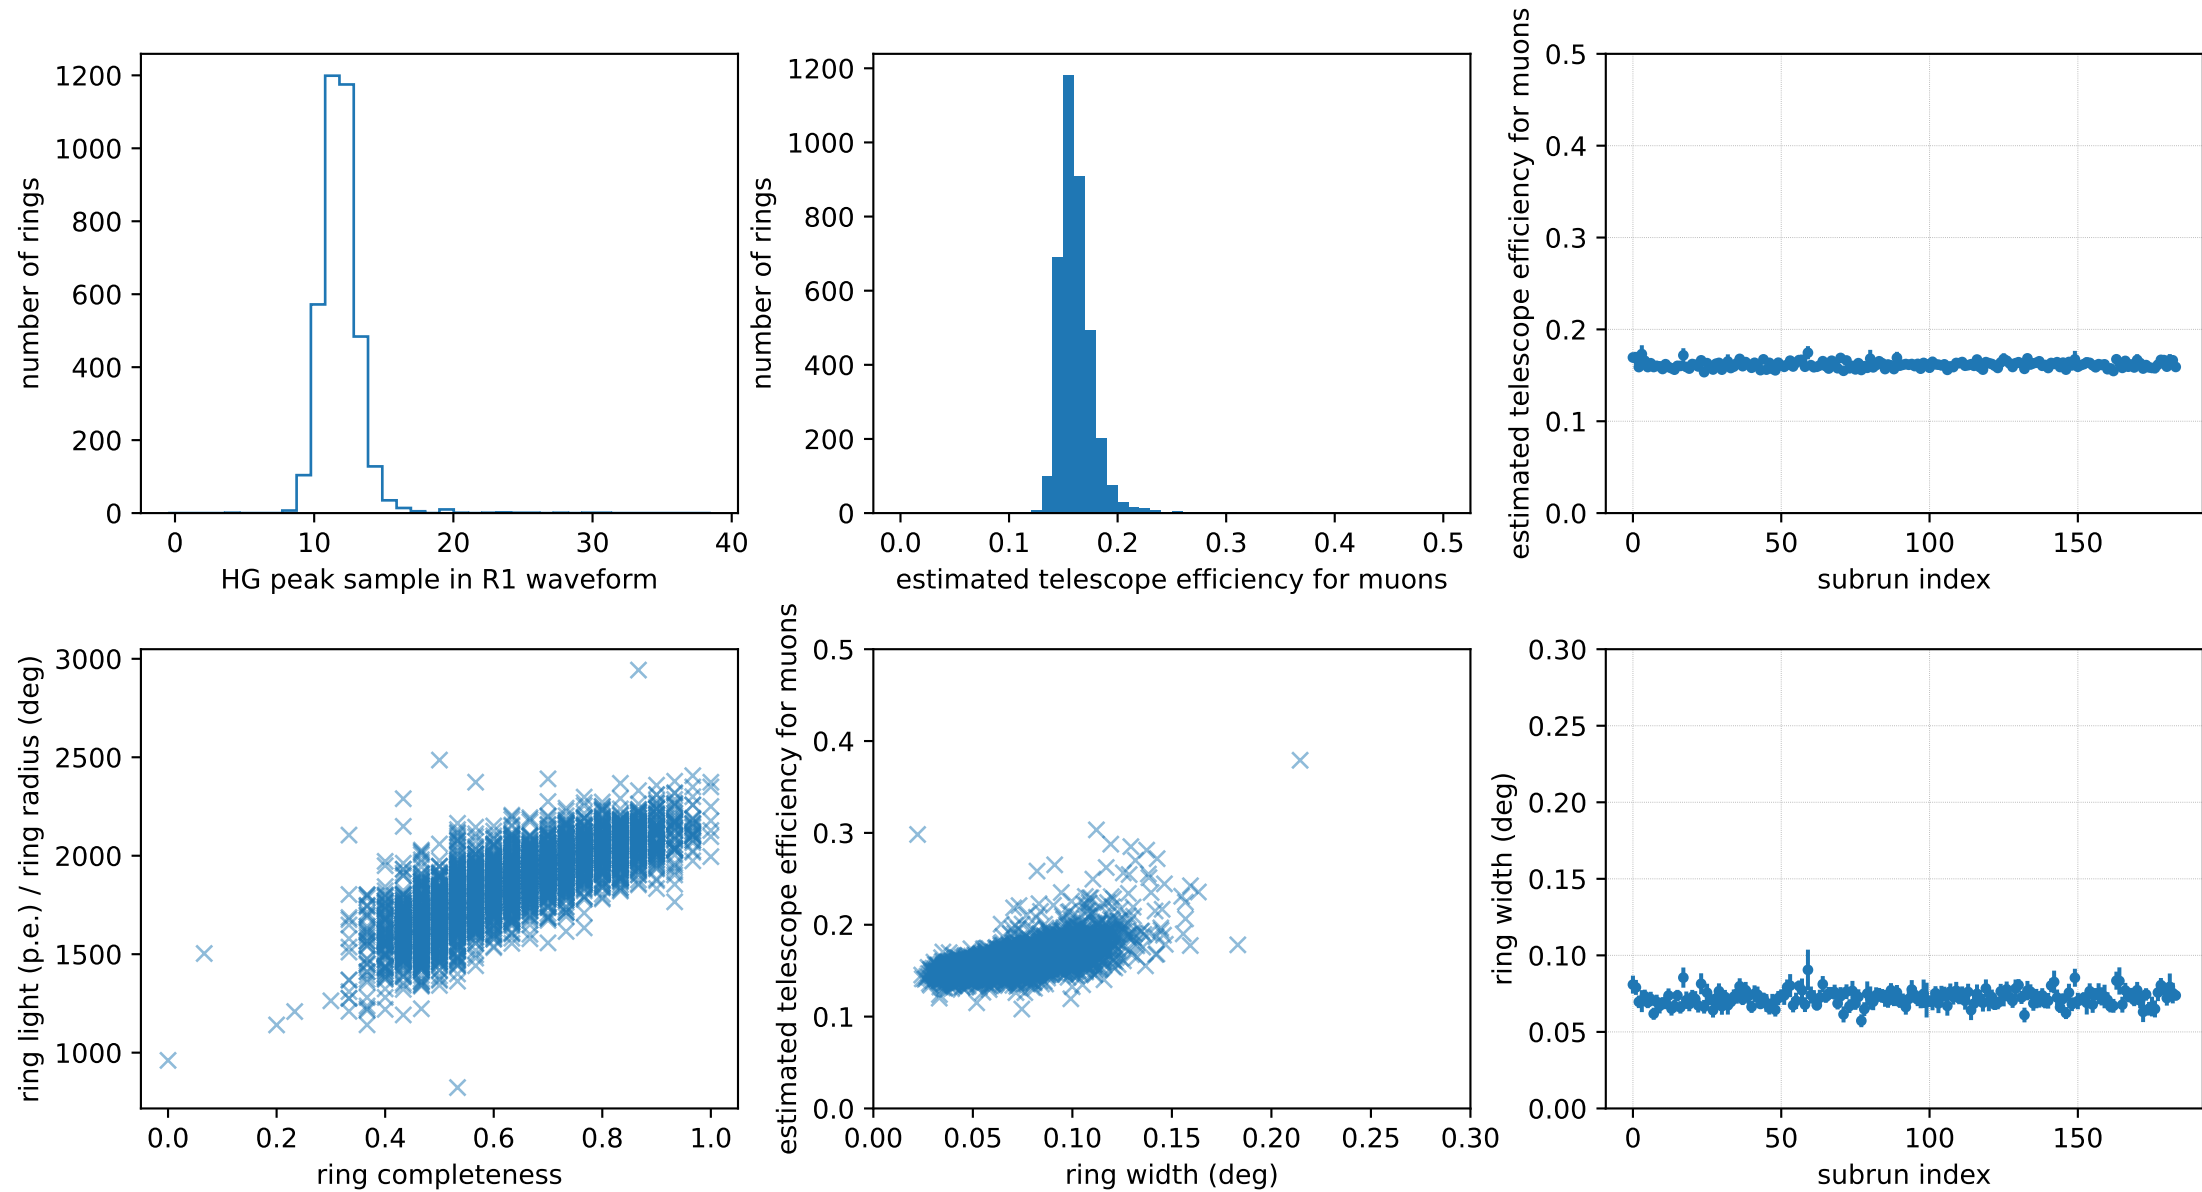 number of rings
1200
1000
800
600
400
200
0
0 10 20 30 40
HG peak sample in R1 waveform
number of rings
1200
1000
800
600
400
200
0
0.0 0.1 0.2 0.3 0.4 0.5
estimated telescope efficiency for muons
estimated telescope efficiency for muons
0.5
0.4
0.3
0.2
0.1
0.0
0 50 100 150
subrun index
ring light (p.e.) / ring radius (deg)
3000
2500
2000
1500
1000
0.0 0.2 0.4 0.6 0.8 1.0
ring completeness
estimated telescope efficiency for muons
0.5
0.4
0.3
0.2
0.1
0.0
0.00 0.05 0.10 0.15 0.20 0.25 0.30
ring width (deg)
ring width (deg)
0.30
0.25
0.20
0.15
0.10
0.05
0.00
0 50 100 150
subrun index